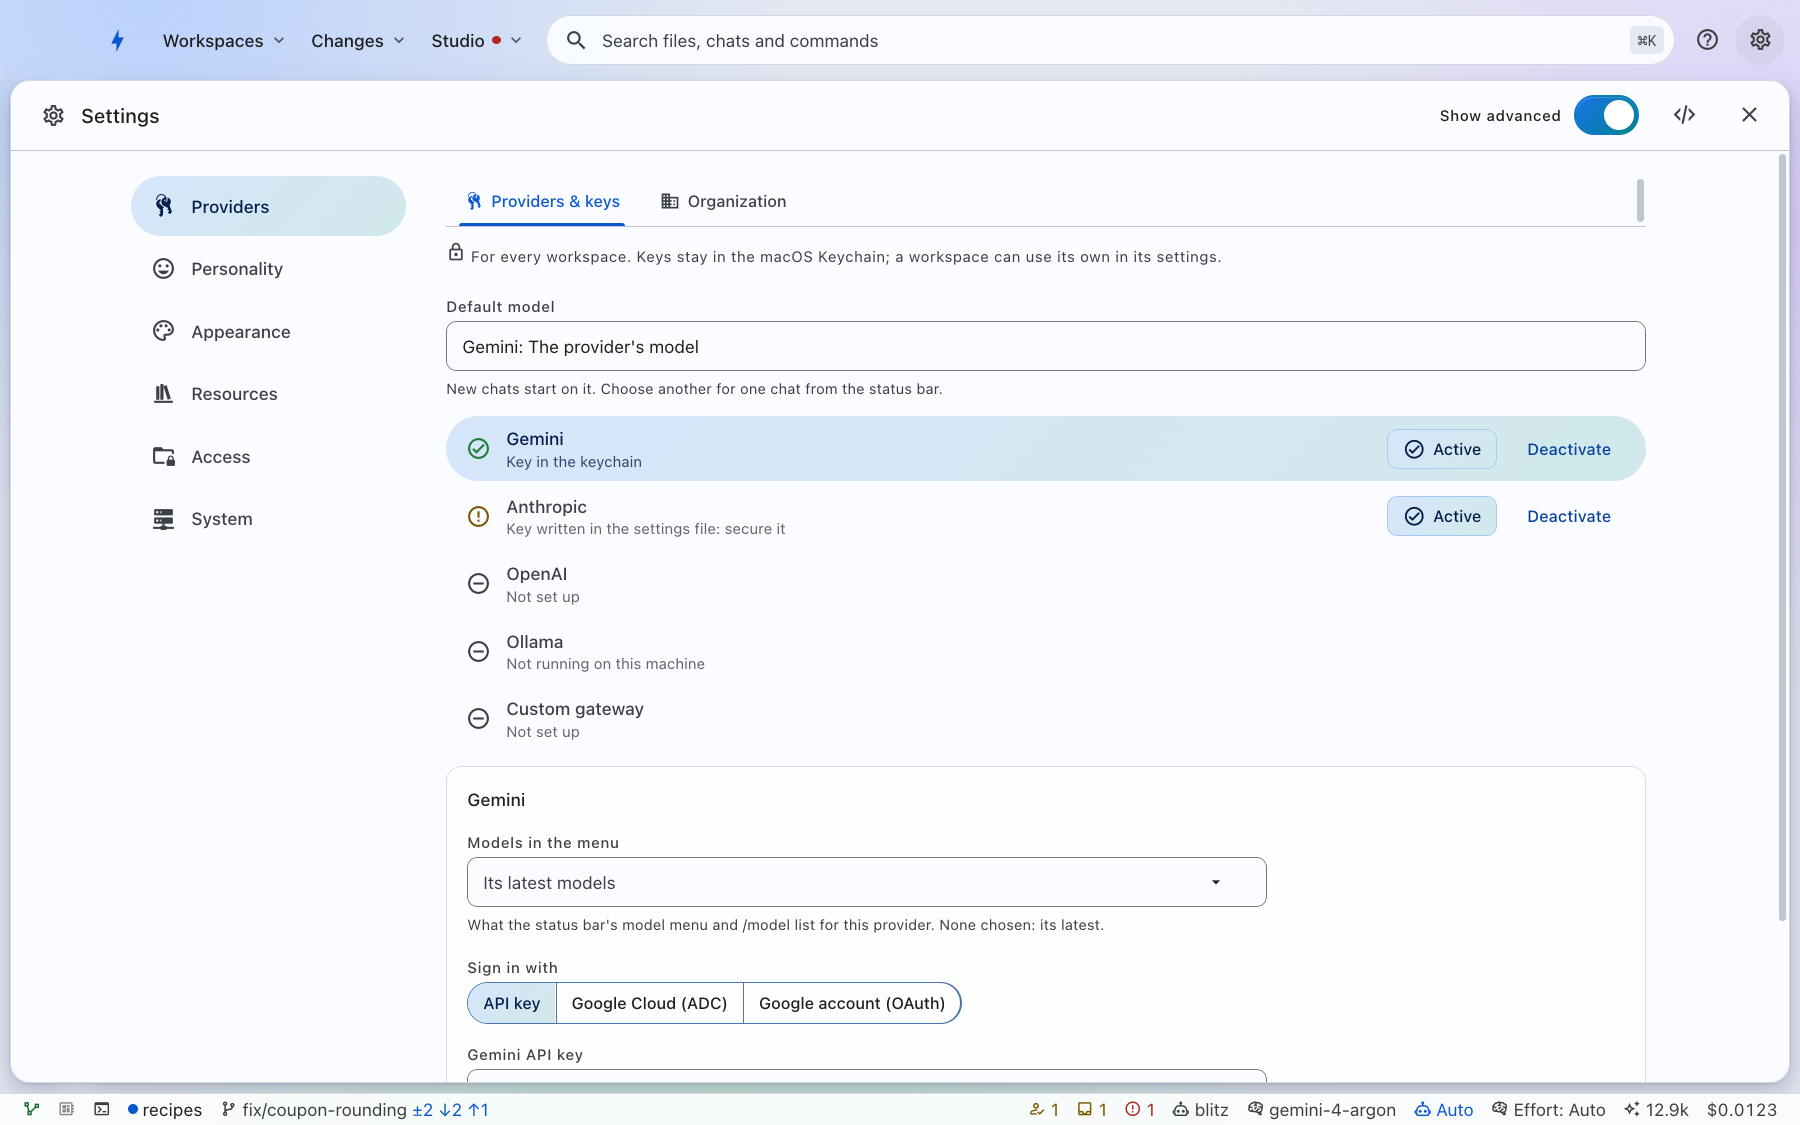 Workspaces Changes Studio Search files, chats and commands ⌘K
Settings Show advanced
Providers
Personality
Appearance
Resources
Access
System
Providers & keys Organization
For every workspace. Keys stay in the macOS Keychain; a workspace can use its own in its settings.
Default model
Gemini: The provider's model
New chats start on it. Choose another for one chat from the status bar.
Gemini
Key in the keychain
Active Deactivate
Anthropic
Key written in the settings file: secure it
Active Deactivate
OpenAI
Not set up
Ollama
Not running on this machine
Custom gateway
Not set up
Gemini
Models in the menu
Its latest models
What the status bar's model menu and /model list for this provider. None chosen: its latest.
Sign in with
API key Google Cloud (ADC) Google account (OAuth)
Gemini API key
recipes fix/coupon-rounding ±2 ↓2 ↑1 1 1 1 blitz gemini-4-argon Auto Effort: Auto 12.9k $0.0123